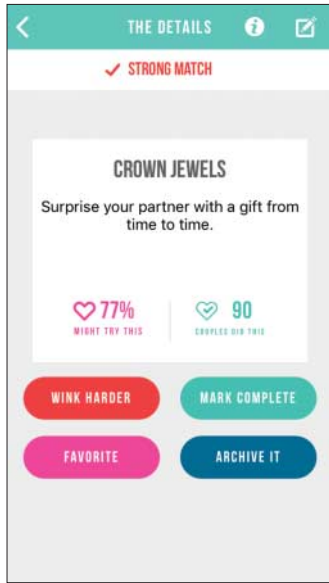 THE DETAILS
STRONG MATCH
CROWN JEWELS
Surprise your partner with a gift from
time to time.
77%
MIGHT TRY THIS
90
COUPLES DID THIS
WINK HARDER
MARK COMPLETE
FAVORITE
ARCHIVE IT